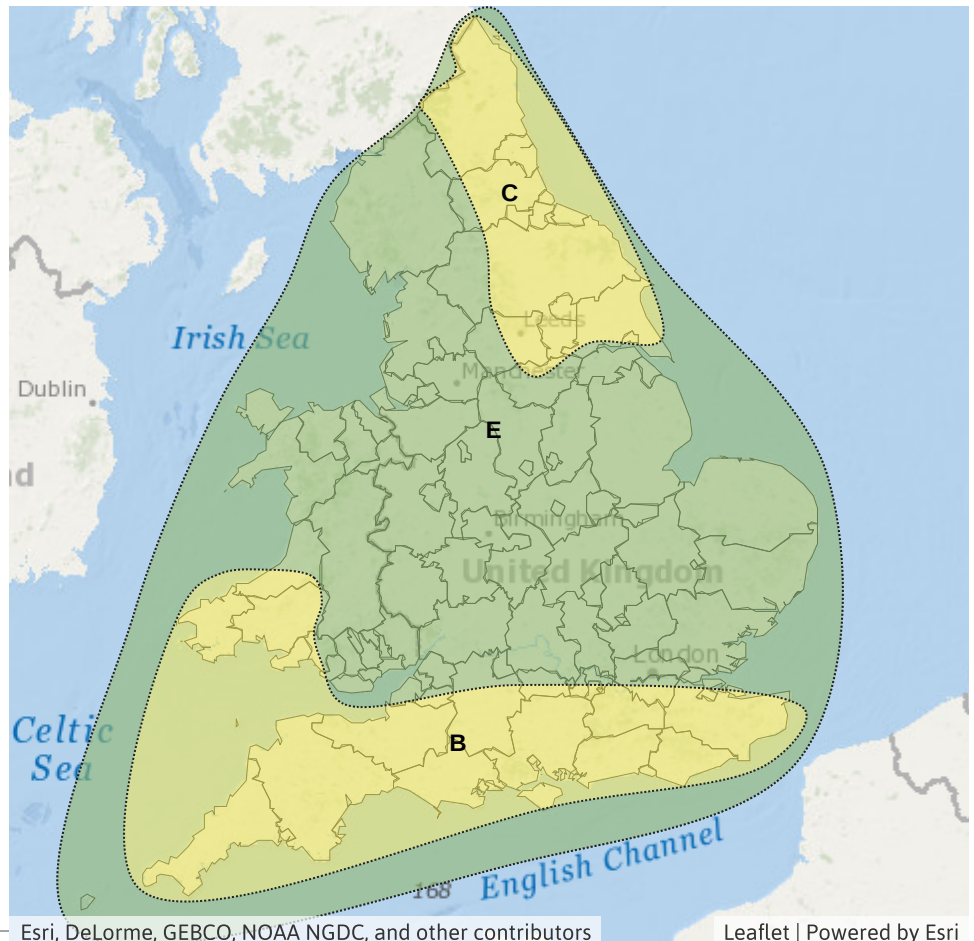 C
Leeds
Irish Sea
Manchester
Dublin
E
d
Birmingham
United Kingdom
London
Celtic
Sea
B
English Channel
168
Esri, DeLorme, GEBCO, NOAA NGDC, and other contributors
Leaflet | Powered by Esri